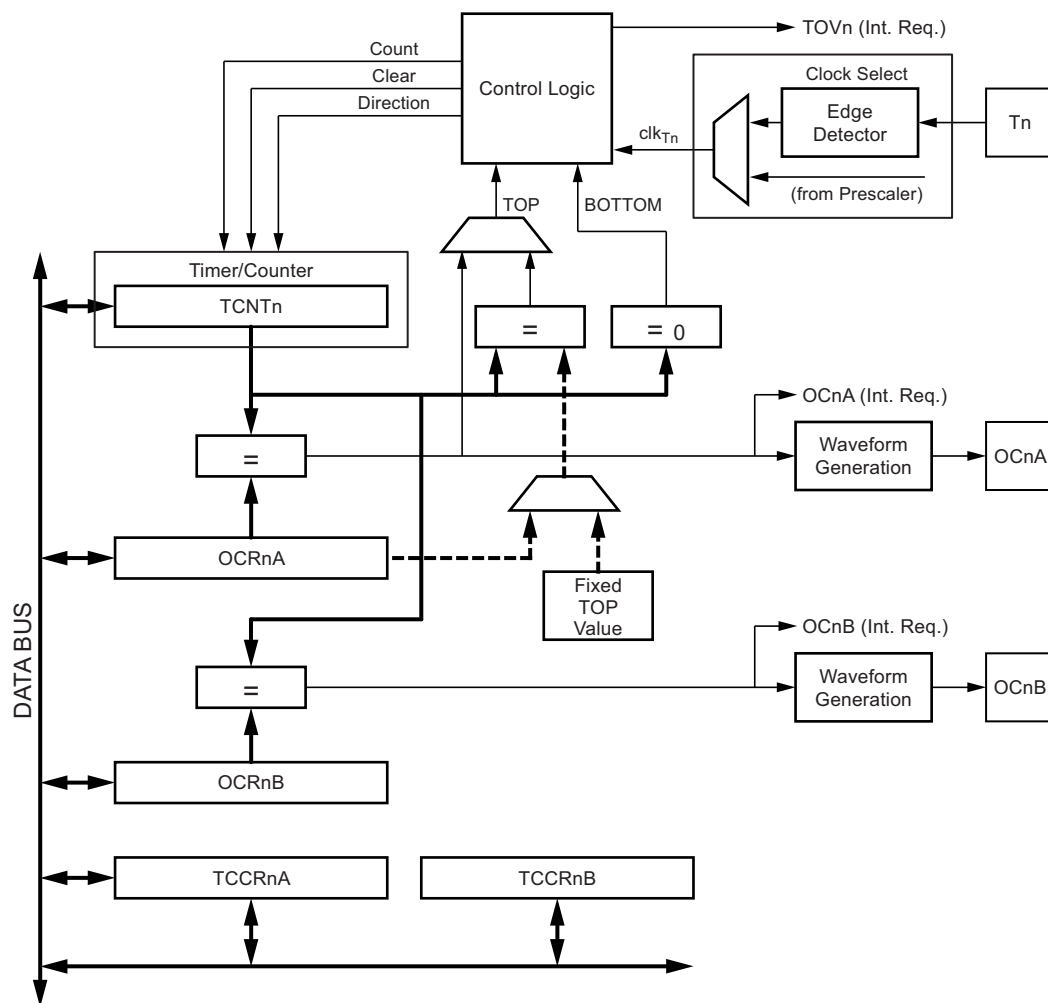 TOVn (Int. Req.)
Count
Clear
Direction
Control Logic
Clock Select
Edge
Detector
Tn
clkTn
(from Prescaler)
TOP
BOTTOM
Timer/Counter
TCNTn
=
= 0
OCnA (Int. Req.)
=
Waveform
Generation
OCnA
OCRnA
Fixed
TOP
Value
DATA BUS
OCnB (Int. Req.)
=
Waveform
Generation
OCnB
OCRnB
TCCRnA
TCCRnB